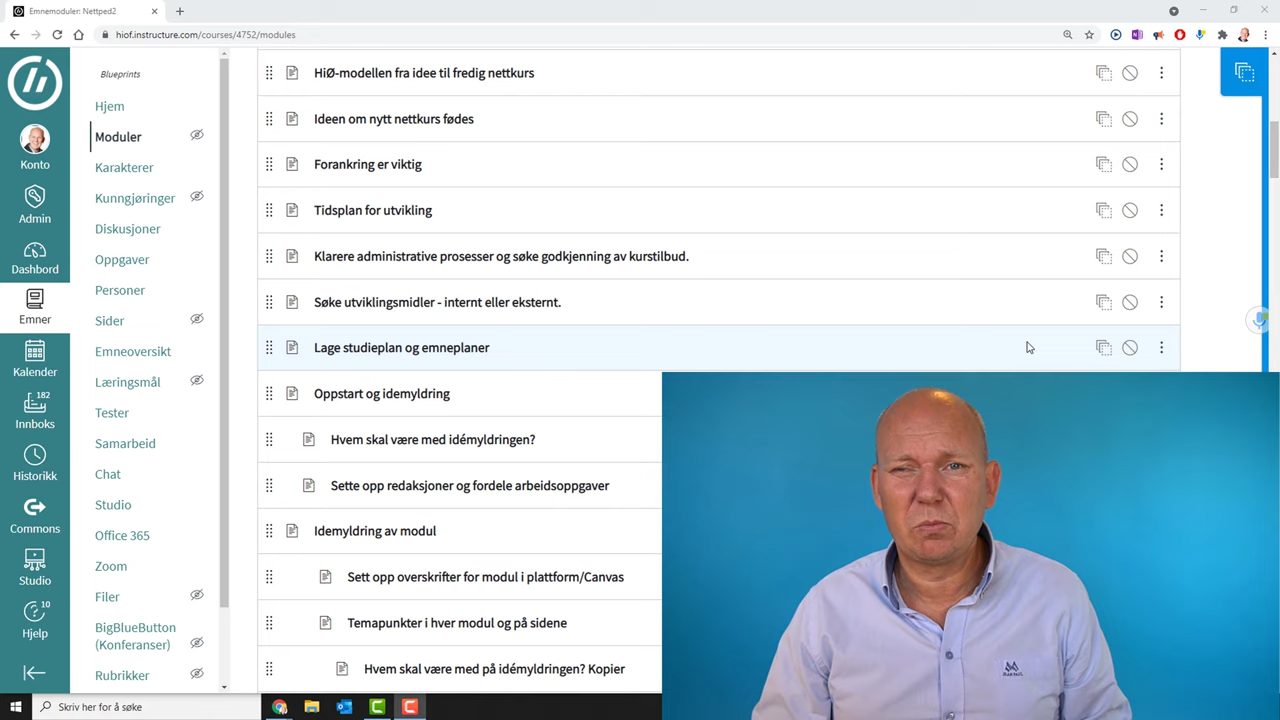 Emnemoduler: Nettped2
hiof.instructure.com/courses/4752/modules
Konto
Admin
Dashbord
Emner
Kalender
182
Innboks
Historikk
Commons
Studio
10
Hjelp
Blueprints
Hjem
Moduler
Karakterer
Kunngjøringer
Diskusjoner
Oppgaver
Personer
Sider
Emneoversikt
Læringsmål
Tester
Samarbeid
Chat
Studio
Office 365
Zoom
Filer
BigBlueButton
(Konferanser)
Rubrikker
HiØ-modellen fra idee til fredig nettkurs
Ideen om nytt nettkurs fødes
Forankring er viktig
Tidsplan for utvikling
Klarere administrative prosesser og søke godkjenning av kurstilbud.
Søke utviklingsmidler - internt eller eksternt.
Lage studieplan og emneplaner
Oppstart og idemyldring
Hvem skal være med idémyldringen?
Sette opp redaksjoner og fordele arbeidsoppgaver
Idemyldring av modul
Sett opp overskrifter for modul i plattform/Canvas
Temapunkter i hver modul og på sidene
Hvem skal være med på idémyldringen? Kopier
Skriv her for å søke